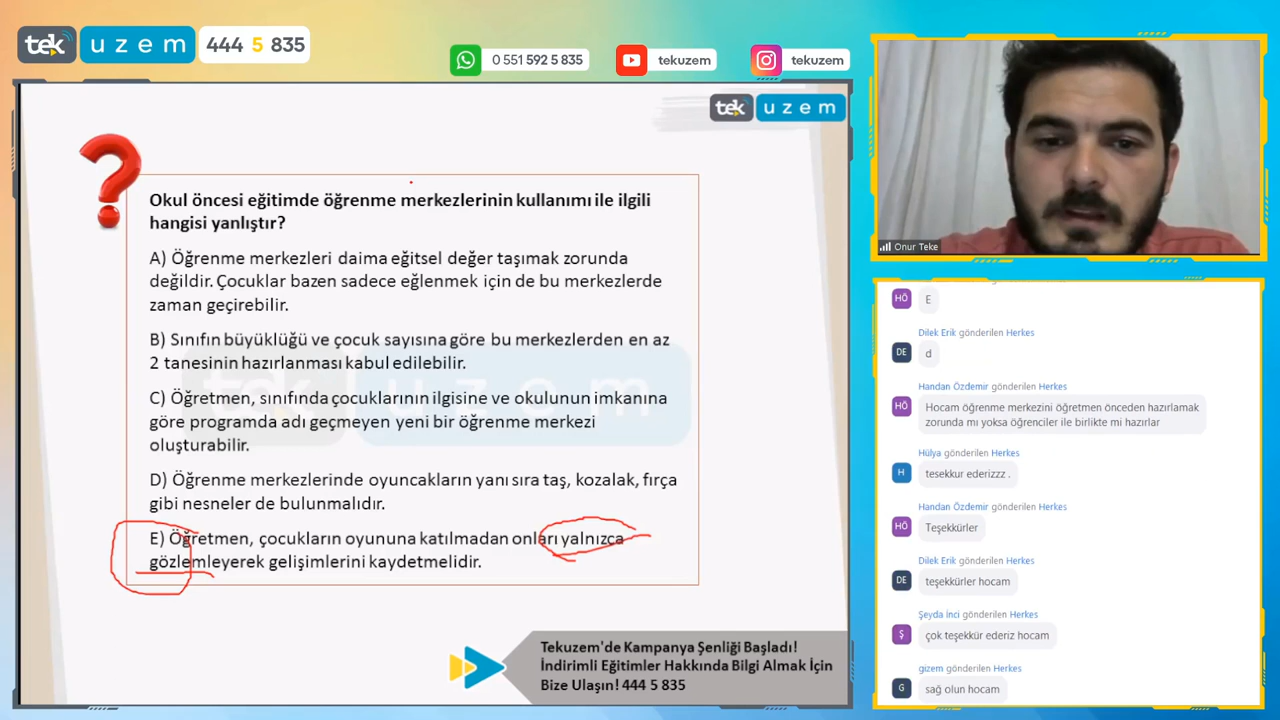 tek uzem 444 5 835
0 551 592 5 835
tekuzem
tekuzem
tek uzem
Okul öncesi eğitimde öğrenme merkezlerinin kullanımı ile ilgili
hangisi yanlıştır?
A) Öğrenme merkezleri daima eğitsel değer taşımak zorunda
değildir. Çocuklar bazen sadece eğlenmek için de bu merkezlerde
zaman geçirebilir.
B) Sınıfın büyüklüğü ve çocuk sayısına göre bu merkezlerden en az
2 tanesinin hazırlanması kabul edilebilir.
C) Öğretmen, sınıfında çocuklarının ilgisine ve okulunun imkanına
göre programda adı geçmeyen yeni bir öğrenme merkezi
oluşturabilir.
D) Öğrenme merkezlerinde oyuncakların yanı sıra taş, kozalak, fırça
gibi nesneler de bulunmalıdır.
E) Öğretmen, çocukların oyununa katılmadan onları yalnızca
gözlemleyerek gelişimlerini kaydetmelidir.
tek uzem
Tekuzem'de Kampanya Şenliği Başladı!
İndirimli Eğitimler Hakkında Bilgi Almak İçin
Bize Ulaşın! 444 5 835
Onur Teke
HÖ E
Dilek Erik gönderilen Herkes
DE d
Handan Özdemir gönderilen Herkes
HÖ Hocam öğrenme merkezini öğretmen önceden hazırlamak
zorunda mı yoksa öğrenciler ile birlikte mi hazırlar
Hülya gönderilen Herkes
H tesekkur ederizzz .
Handan Özdemir gönderilen Herkes
HÖ Teşekkürler
Dilek Erik gönderilen Herkes
DE teşekkürler hocam
Şeyda İnci gönderilen Herkes
Ş çok teşekkür ederiz hocam
gizem gönderilen Herkes
G sağ olun hocam